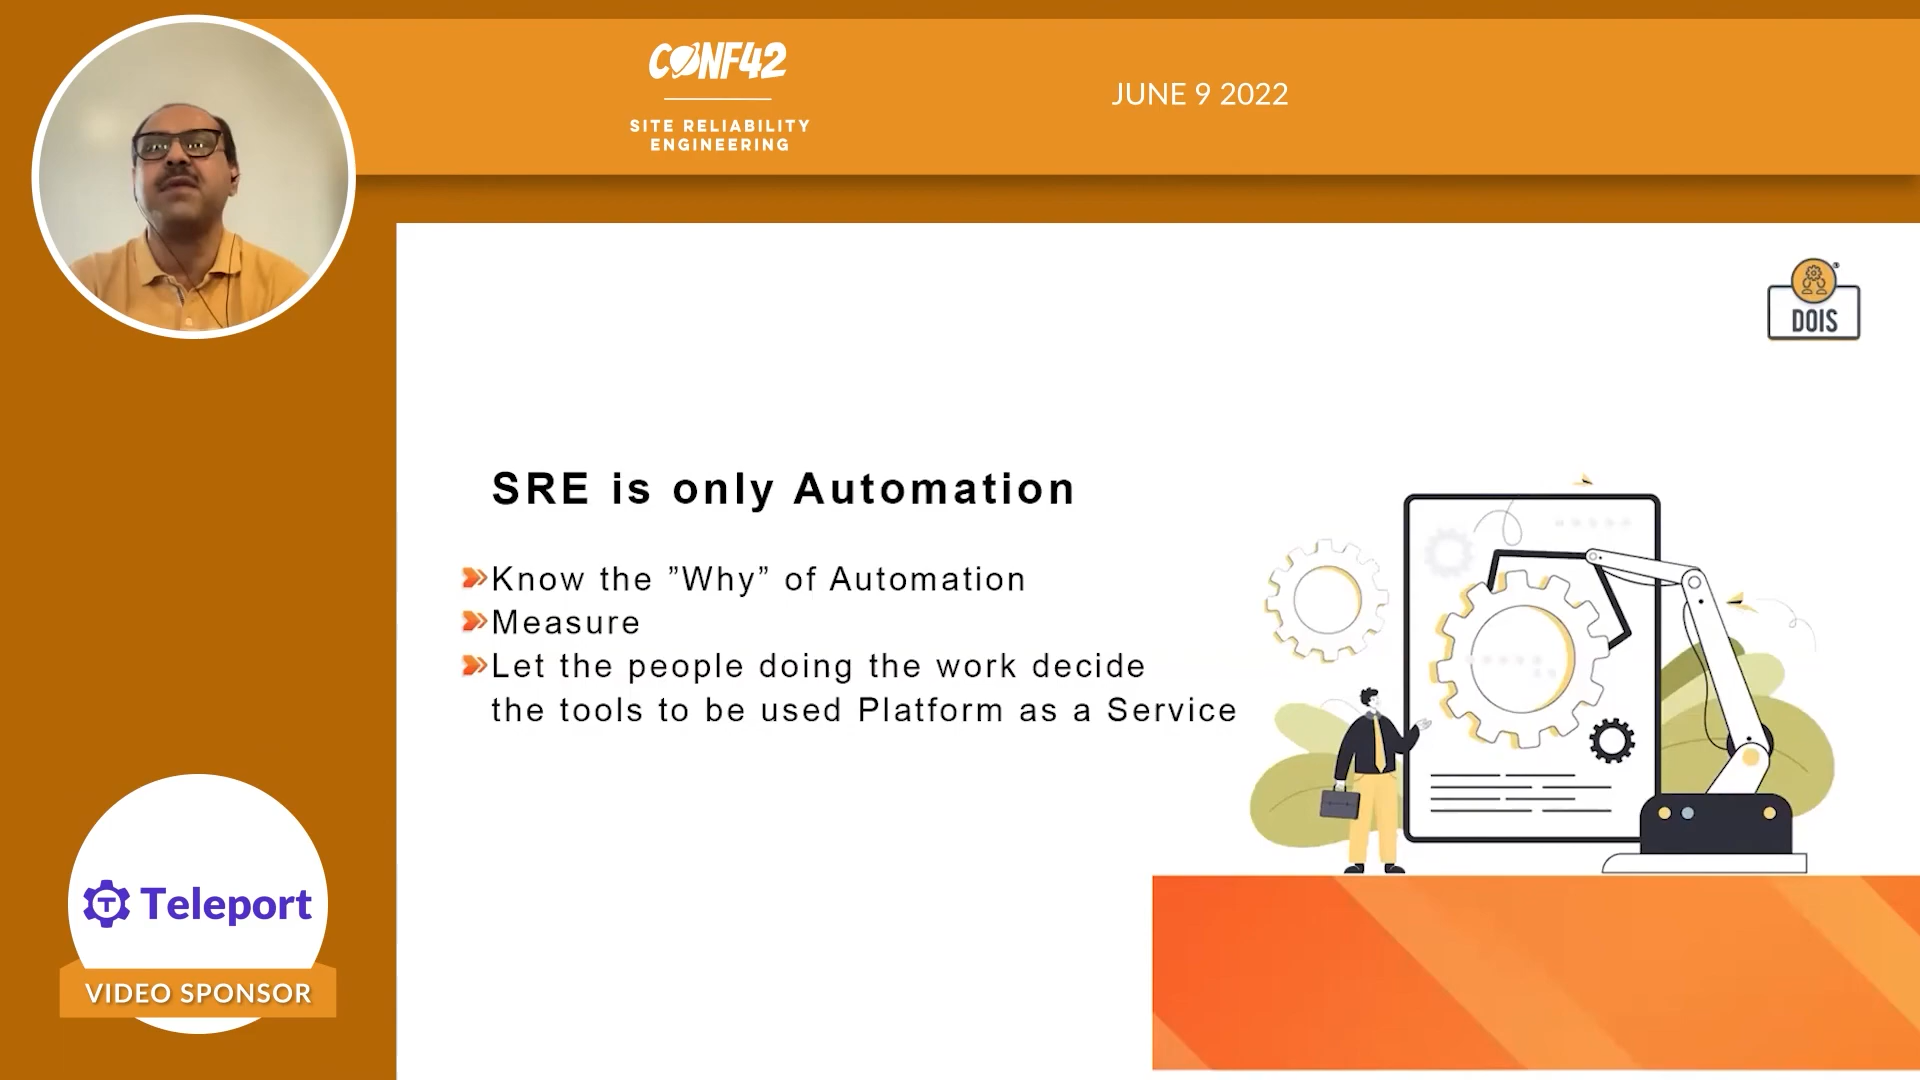 CONF42
SITE RELIABILITY
ENGINEERING
JUNE 9 2022
DOIS
SRE is only Automation
Know the ”Why” of Automation
Measure
Let the people doing the work decide
the tools to be used Platform as a Service
T Teleport
VIDEO SPONSOR